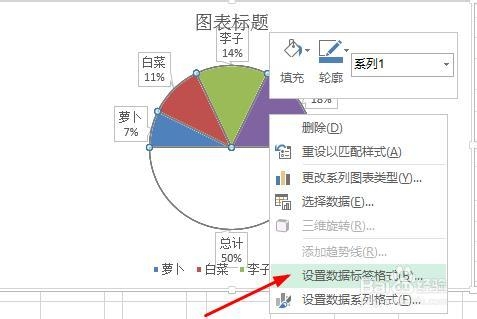 图表标题
李子
14%
白菜
11%
萝卜
7%
18%
总计
50%
萝卜 白菜 李子
填充 轮廓 系列1
删除(D)
重设以匹配样式(A)
更改系列图表类型(Y)...
选择数据(E)...
三维旋转(R)...
添加趋势线(R)...
设置数据标签格式(B)...
设置数据系列格式(F)...